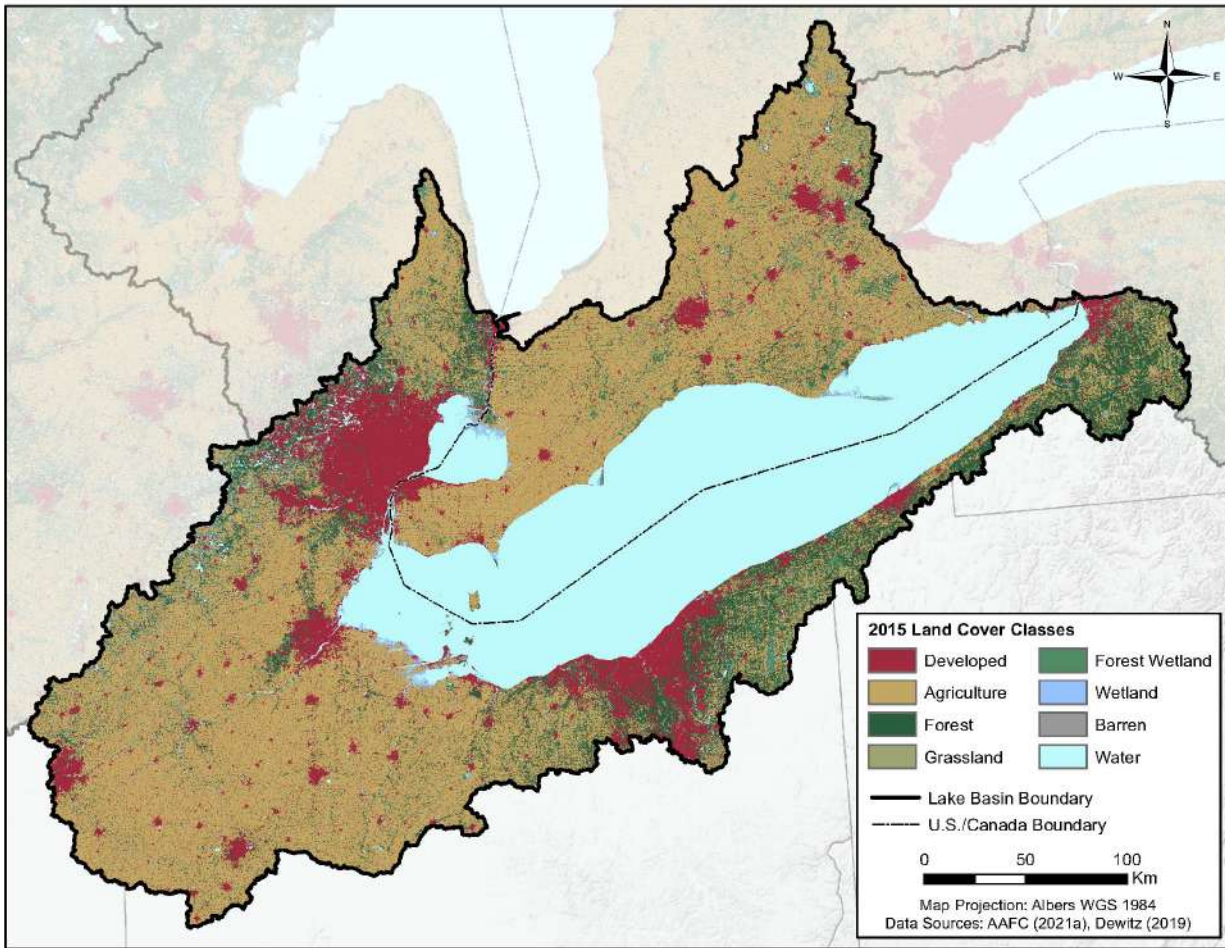 N
W E
S
2015 Land Cover Classes
Developed
Agriculture
Forest
Grassland
Forest Wetland
Wetland
Barren
Water
Lake Basin Boundary
U.S./Canada Boundary
0 50 100
Km
Map Projection: Albers WGS 1984
Data Sources: AAFC (2021a), Dewitz (2019)